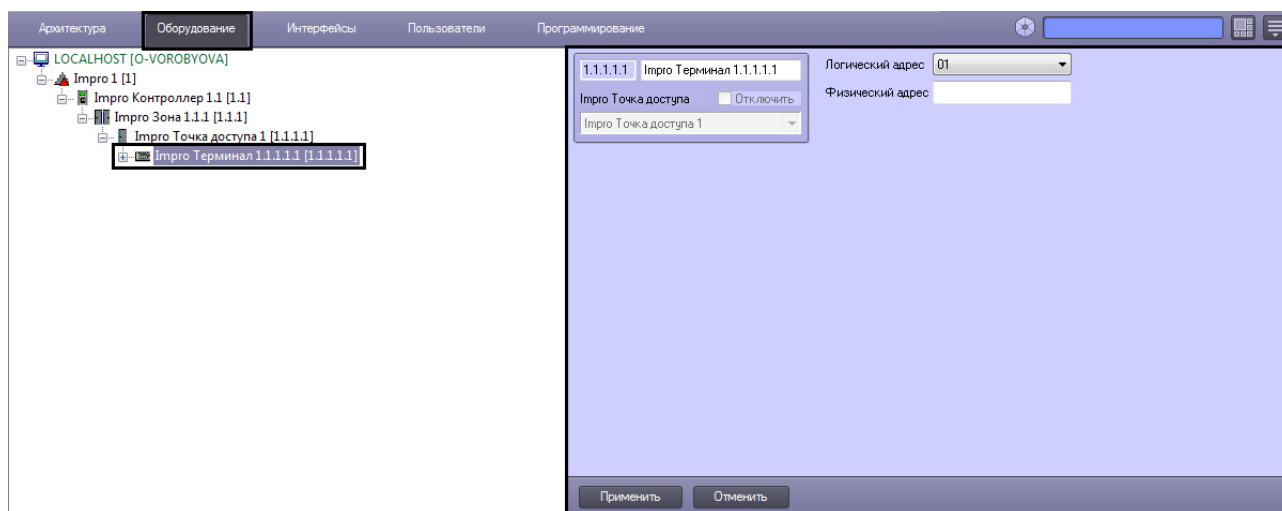 Архитектура Оборудование Интерфейсы Пользователи Программирование
LOCALHOST [O-VOROBYOVA]
Impro 1 [1]
Impro Контроллер 1.1 [1.1]
Impro Зона 1.1.1 [1.1.1]
Impro Точка доступа 1 [1.1.1.1]
Impro Терминал 1.1.1.1.1 [1.1.1.1.1]
1.1.1.1.1 Impro Терминал 1.1.1.1.1
Impro Точка доступа Отключить
Impro Точка доступа 1
Логический адрес 01
Физический адрес
Применить Отменить